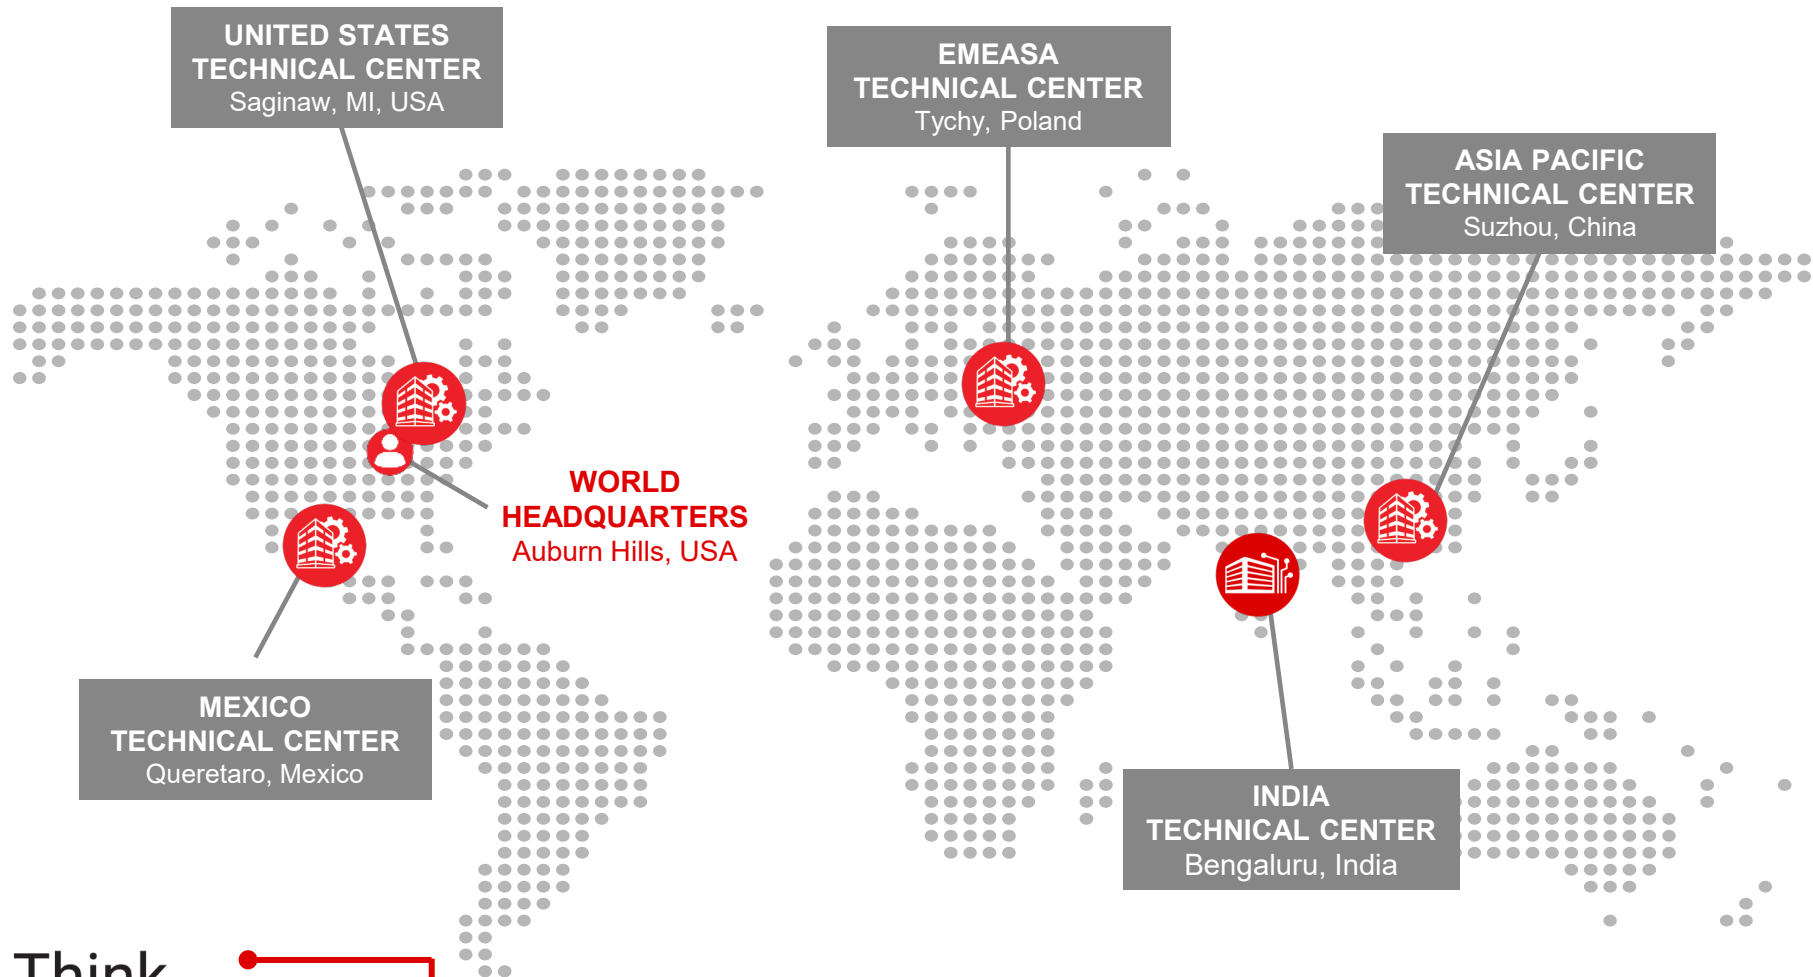 UNITED STATES
TECHNICAL CENTER
Saginaw, MI, USA
EMEASA
TECHNICAL CENTER
Tychy, Poland
ASIA PACIFIC
TECHNICAL CENTER
Suzhou, China
WORLD
HEADQUARTERS
Auburn Hills, USA
MEXICO
TECHNICAL CENTER
Queretaro, Mexico
INDIA
TECHNICAL CENTER
Bengaluru, India
Think